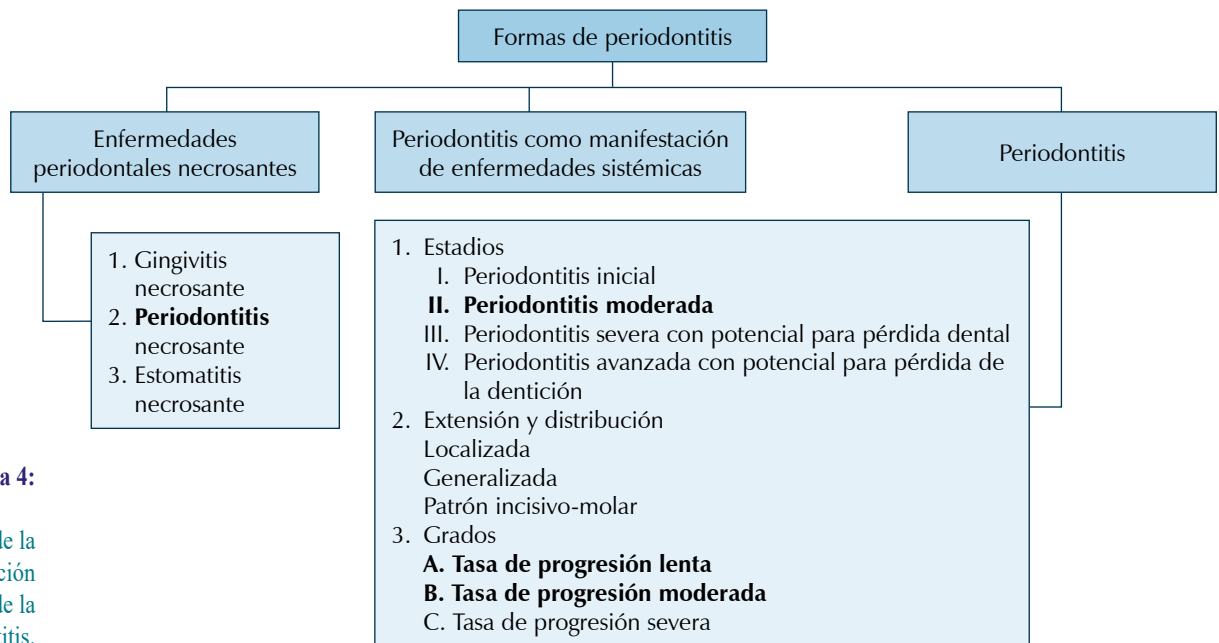 Formas de periodontitis
Enfermedades
periodontales necrosantes
Periodontitis como manifestación
de enfermedades sistémicas
Periodontitis
1. Gingivitis
necrosante
2. Periodontitis
necrosante
3. Estomatitis
necrosante
1. Estadios
I. Periodontitis inicial
II. Periodontitis moderada
III. Periodontitis severa con potencial para pérdida dental
IV. Periodontitis avanzada con potencial para pérdida de
la dentición
2. Extensión y distribución
Localizada
Generalizada
Patrón incisivo-molar
3. Grados
A. Tasa de progresión lenta
B. Tasa de progresión moderada
C. Tasa de progresión severa
a 4:
de la
ción
de la
titis.